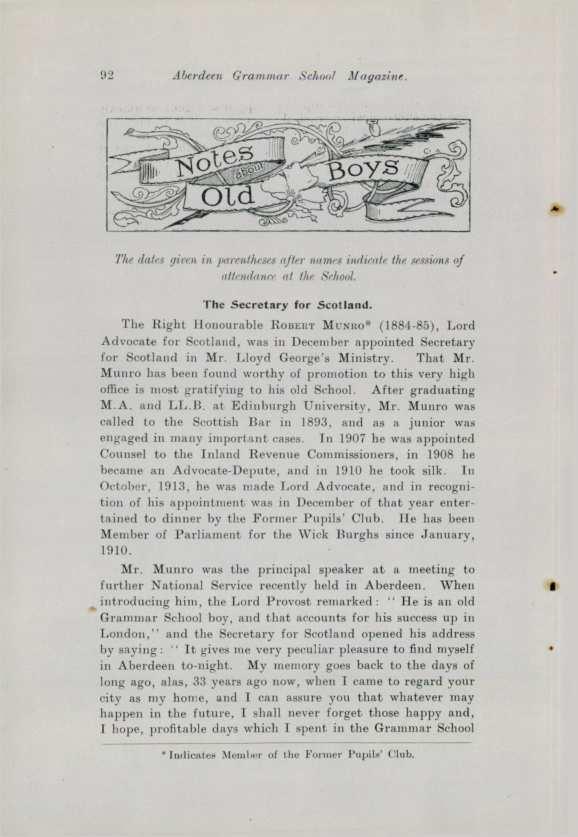 92 Aberdeen Grammar School Magazine.
Notes
about
Old
Boys
The dates given in parentheses after names indicate the sessions of
attendance at the School.
The Secretary for Scotland.
The Right Honourable ROBERT MUNRO* (1884-85), Lord
Advocate for Scotland, was in December appointed Secretary
for Scotland in Mr. Lloyd George's Ministry. That Mr.
Munro has been found worthy of promotion to this very high
office is most gratifying to his old School. After graduating
M.A. and LL.B. at Edinburgh University, Mr. Munro was
called to the Scottish Bar in 1893, and as a junior was
engaged in many important cases. In 1907 he was appointed
Counsel to the Inland Revenue Commissioners, in 1908 he
became an Advocate-Depute, and in 1910 he took silk. In
October, 1913, he was made Lord Advocate, and in recogni-
tion of his appointment was in December of that year enter-
tained to dinner by the Former Pupils' Club. He has been
Member of Parliament for the Wick Burghs since January,
1910.
Mr. Munro was the principal speaker at a meeting to
further National Service recently held in Aberdeen. When
introducing him, the Lord Provost remarked: "He is an old
Grammar School boy, and that accounts for his success up in
London," and the Secretary for Scotland opened his address
by saying: "It gives me very peculiar pleasure to find myself
in Aberdeen to-night. My memory goes back to the days of
long ago, alas, 33 years ago now, when I came to regard your
city as my home, and I can assure you that whatever may
happen in the future, I shall never forget those happy and,
I hope, profitable days which I spent in the Grammar School
* Indicates Member of the Former Pupils' Club.